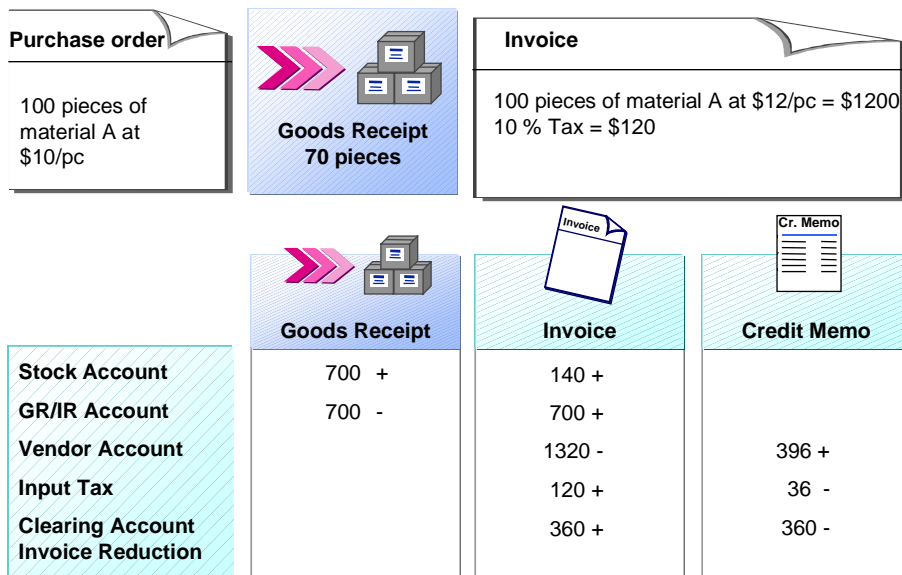 Purchase order
100 pieces of
material A at
$10/pc
Goods Receipt
70 pieces
Invoice
100 pieces of material A at $12/pc = $1200
10 % Tax = $120
Invoice
Cr. Memo
Goods Receipt
Invoice
Credit Memo
Stock Account 700 + 140 +
GR/IR Account 700 - 700 +
Vendor Account 1320 - 396 +
Input Tax 120 + 36 -
Clearing Account 360 + 360 -
Invoice Reduction